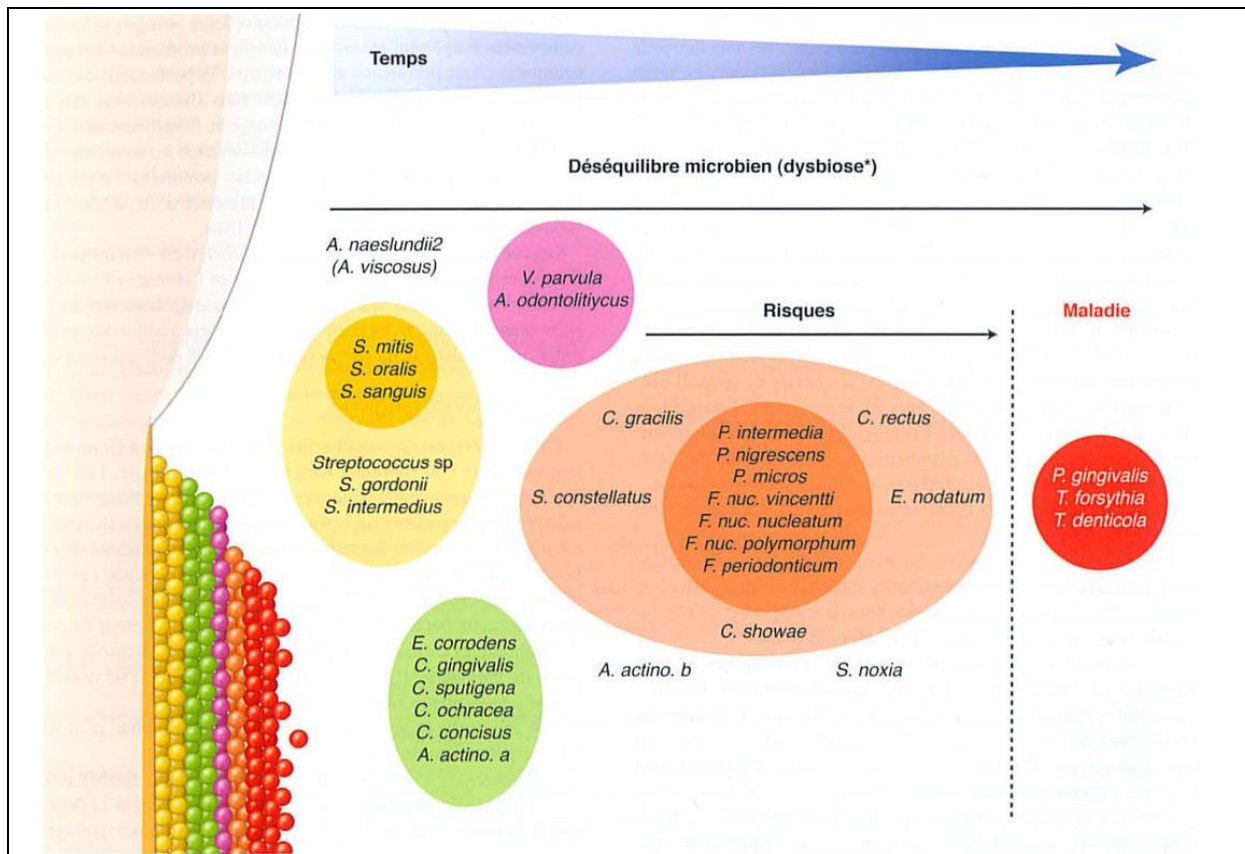 Temps
Déséquilibre microbien (dysbiose*)
A. naeslundii2
(A. viscosus)
V. parvula
A. odontolitiycus
Risques
Maladie
S. mitis
S. oralis
S. sanguis
Streptococcus sp
S. gordonii
S. intermedius
C. gracilis
C. rectus
P. intermedia
P. nigrescens
P. micros
F. nuc. vincentti
F. nuc. nucleatum
F. nuc. polymorphum
F. periodonticum
S. constellatus
E. nodatum
C. showae
P. gingivalis
T. forsythia
T. denticola
E. corrodens
C. gingivalis
C. sputigena
C. ochracea
C. concisus
A. actino. a
A. actino. b
S. noxia